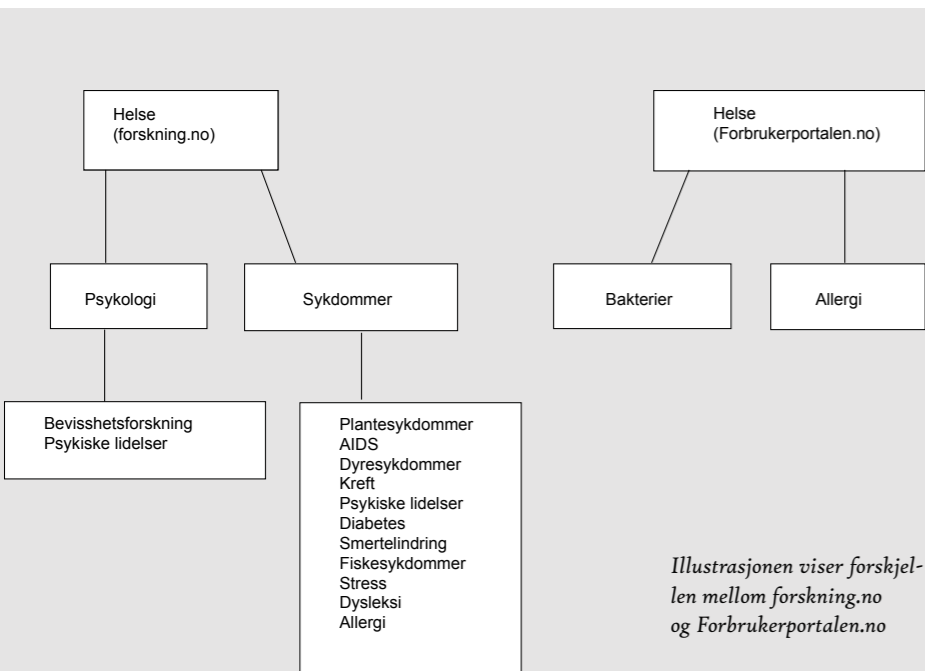 Helse
(forskning.no)
Psykologi
Sykdommer
Bevisshetsforskning
Psykiske lidelser
Plantesykdommer
AIDS
Dyresykdommer
Kreft
Psykiske lidelser
Diabetes
Smertelindring
Fiskesykdommer
Stress
Dysleksi
Allergi
Helse
(Forbrukerportalen.no)
Bakterier
Allergi
Illustrasjonen viser forskjel-
len mellom forskning.no
og Forbrukerportalen.no